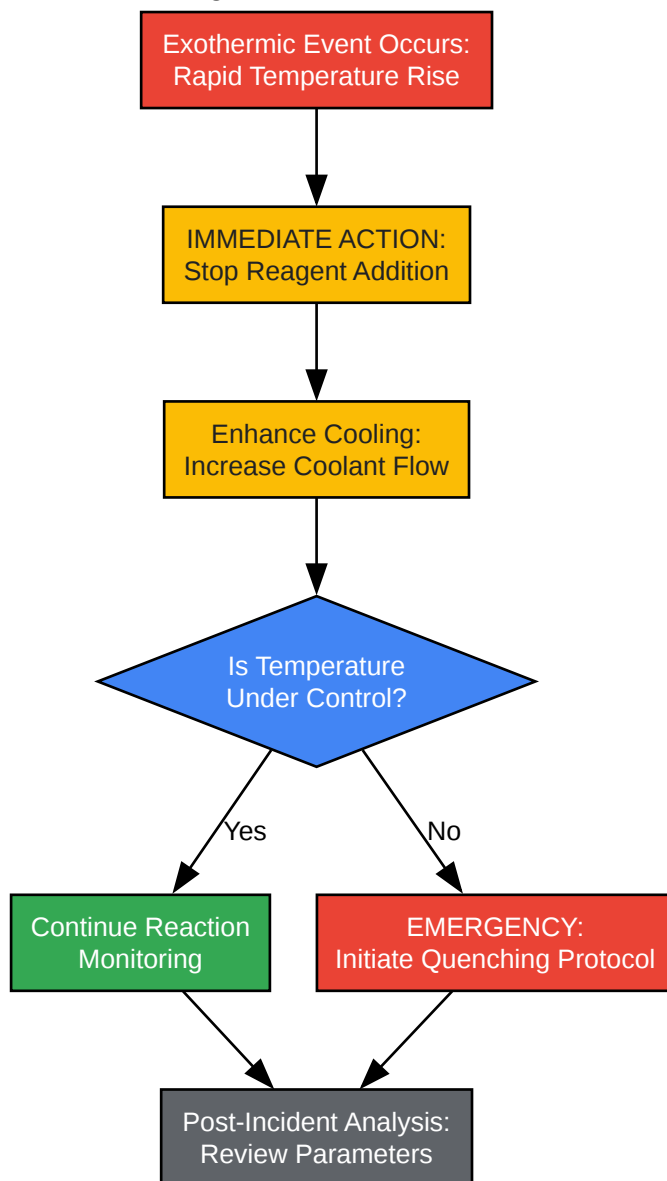 Exothermic Event Occurs:
Rapid Temperature Rise
IMMEDIATE ACTION:
Stop Reagent Addition
Enhance Cooling:
Increase Coolant Flow
Is Temperature
Under Control?
Yes
No
Continue Reaction
Monitoring
EMERGENCY:
Initiate Quenching Protocol
Post-Incident Analysis:
Review Parameters